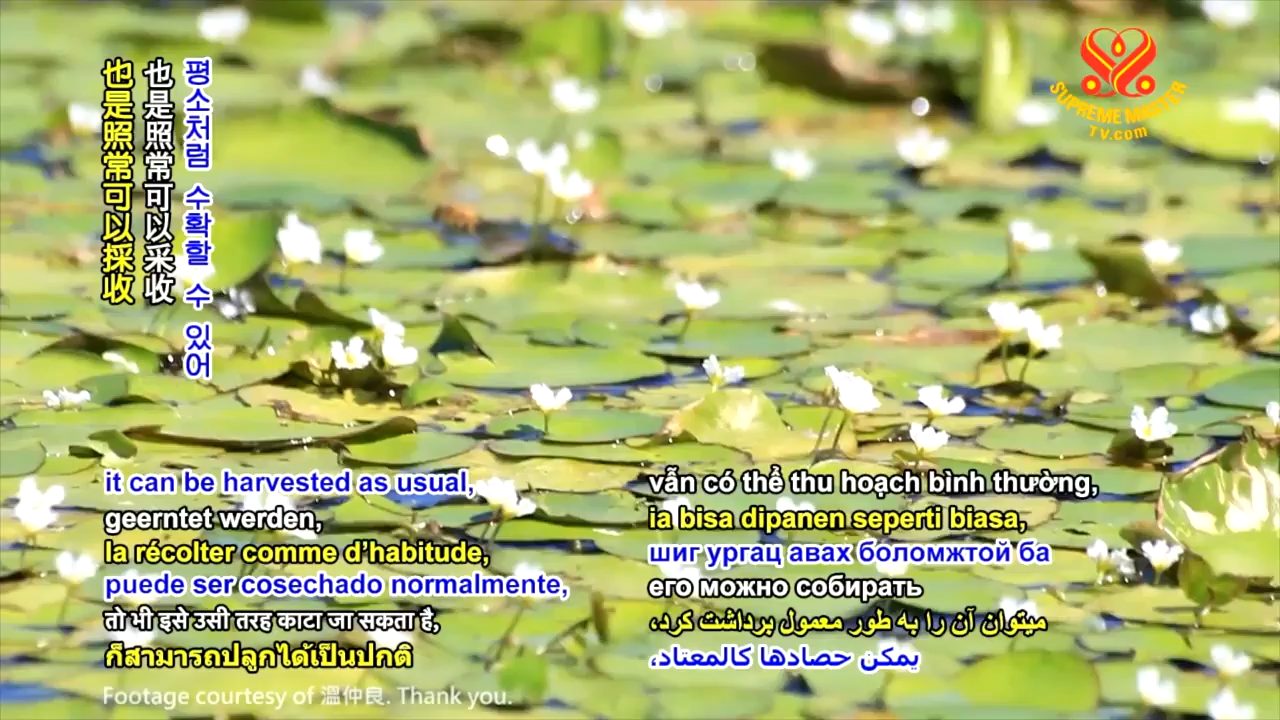 평소처럼 수확할 수 있어
也是照常可以采收
也是照常可以採收
SUPREME MASTER
TV.com
it can be harvested as usual,
geerntet werden,
la récolter comme d’habitude,
puede ser cosechado normalmente,
तो भी इसे उसी तरह काटा जा सकता है,
ก็สามารถปลูกได้เป็นปกติ
vẫn có thể thu hoạch bình thường,
ia bisa dipanen seperti biasa,
шиг ургац авах боломжтой ба
его можно собирать
میتوان آن را به طور معمول برداشت کرد،
يمكن حصادها كالمعتاد،
Footage courtesy of 溫仲良. Thank you.